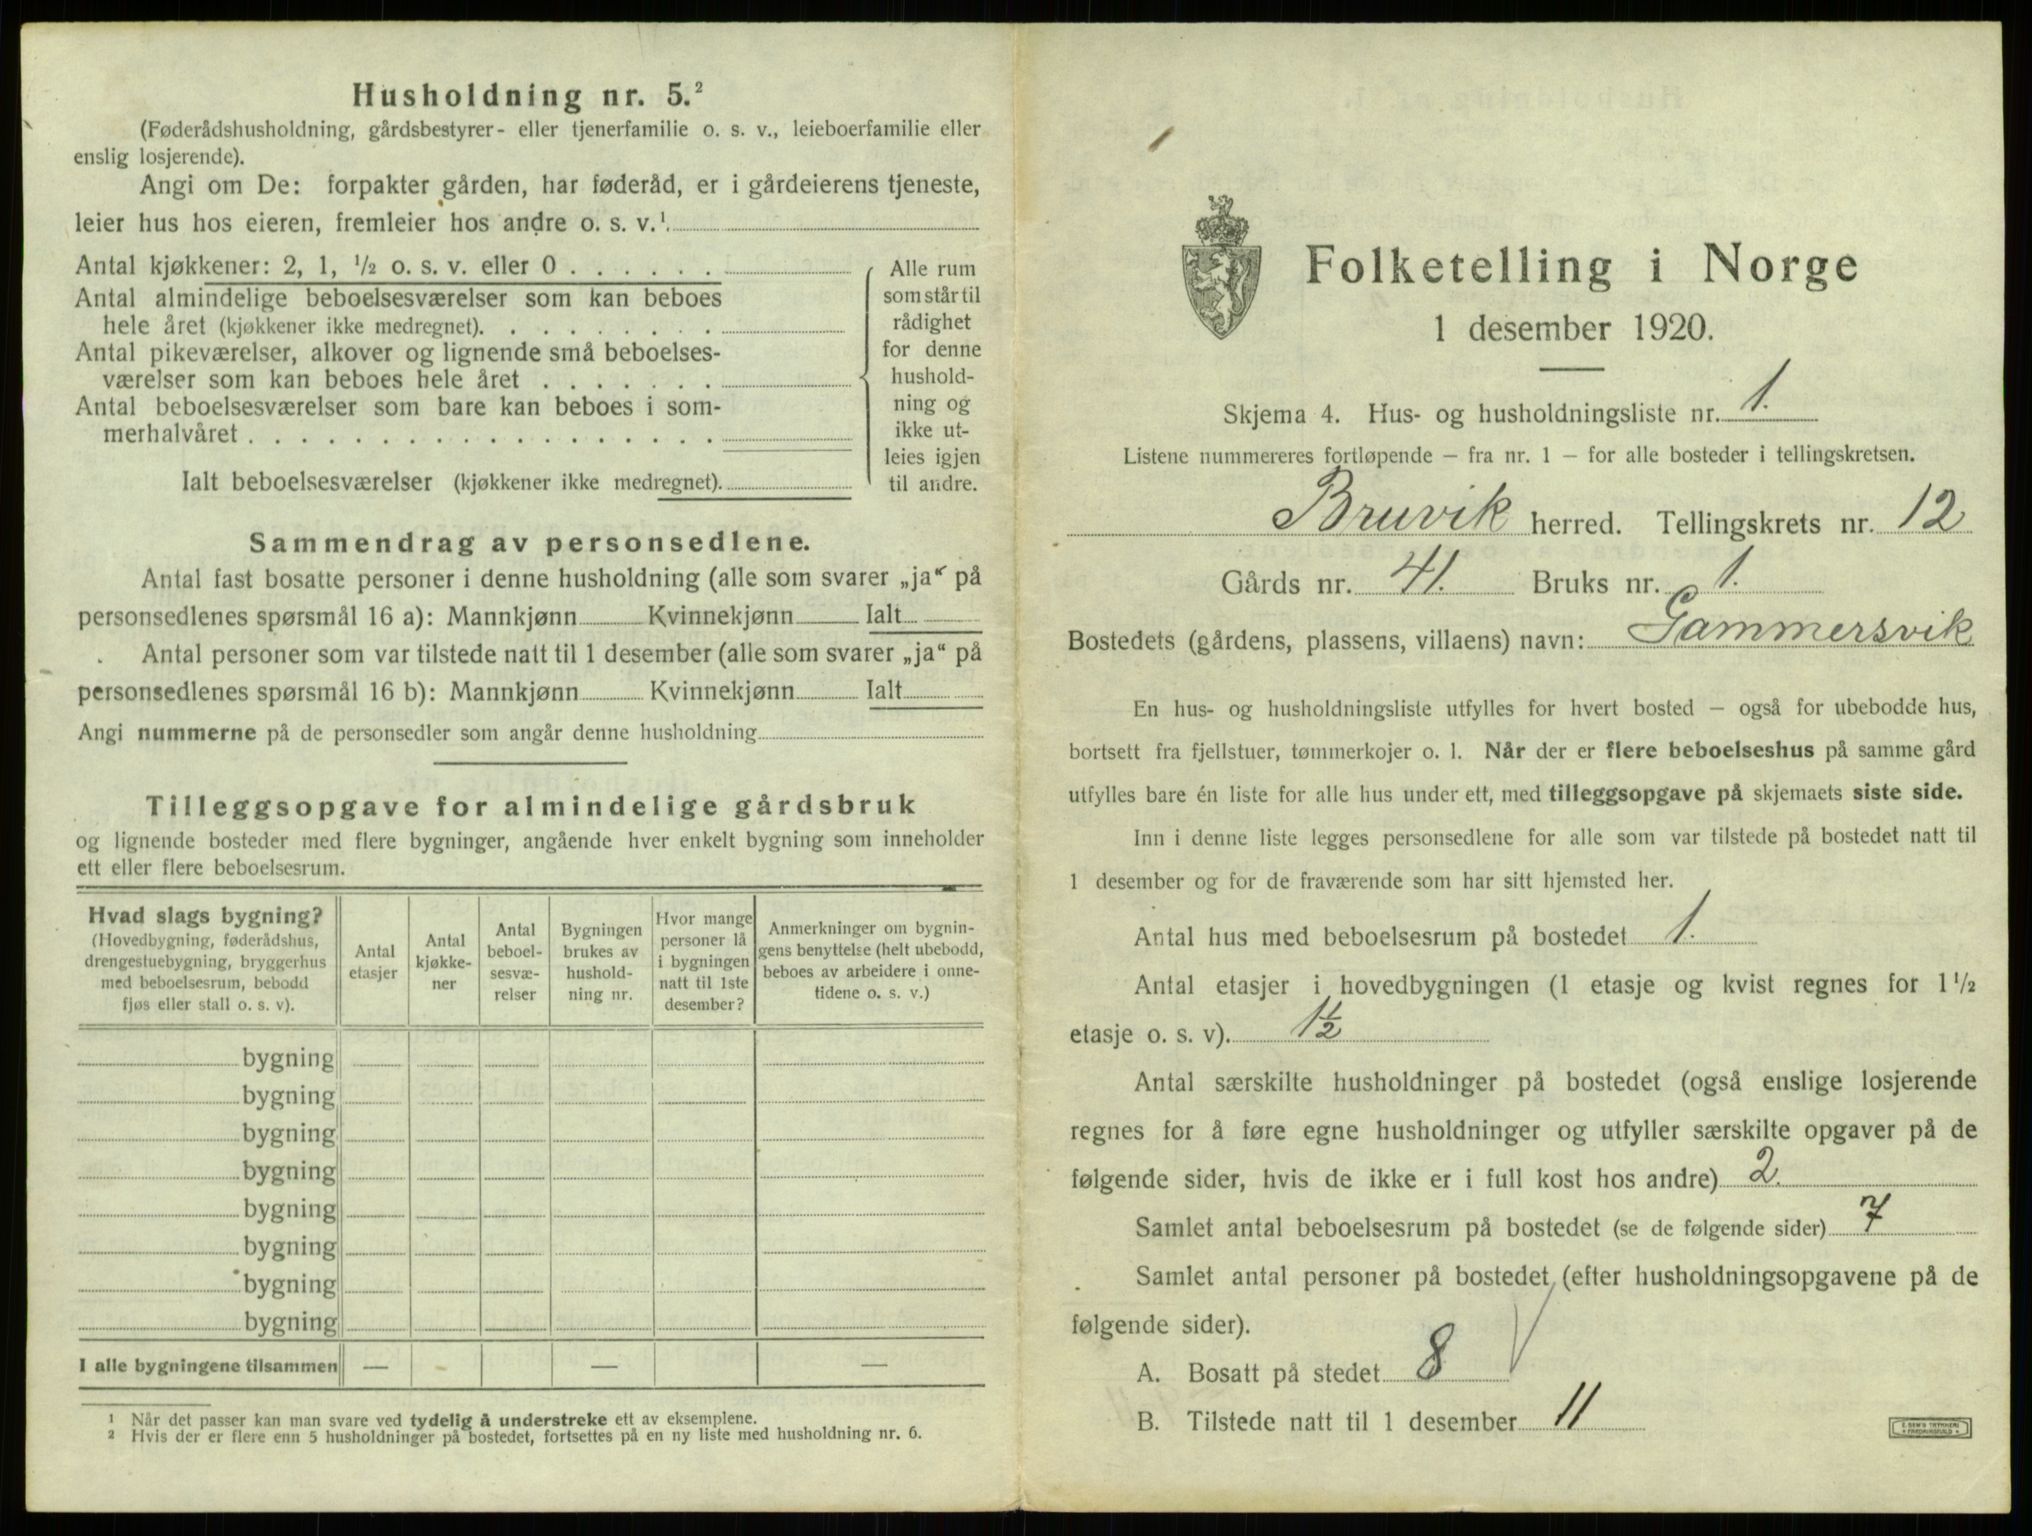 Husholdning nr. 5.²
(Føderådshusholdning, gårdsbestyrer- eller tjenerfamilie o. s. v., leieboerfamilie eller
enslig losjerende).
Angi om De: forpakter gården, har føderåd, er i gårdeierens tjeneste,
leier hus hos eieren, fremleier hos andre o. s. v.¹
Antal kjøkkener: 2, 1, ½ o. s. v. eller 0 . . . . . .
Antal almindelige beboelsesværelser som kan beboes
hele året (kjøkkener ikke medregnet). . . . . . . . .
Antal pikeværelser, alkover og lignende små beboelses-
værelser som kan beboes hele året . . . . . . .
Antal beboelsesværelser som bare kan beboes i som-
merhalvåret . . . . . . . . . . . . . . . . . .
Ialt beboelsesværelser (kjøkkener ikke medregnet).
Alle rum
som står til
rådighet
for denne
hushold-
ning og
ikke ut-
leies igjen
til andre.
Sammendrag av personsedlene.
Antal fast bosatte personer i denne husholdning (alle som svarer „ja“ på
personsedlenes spørsmål 16 a): Mannkjønn Kvinnekjønn Ialt
Antal personer som var tilstede natt til 1 desember (alle som svarer „ja“ på
personsedlenes spørsmål 16 b): Mannkjønn Kvinnekjønn Ialt
Angi nummerne på de personsedler som angår denne husholdning
Tilleggsopgave for almindelige gårdsbruk
og lignende bosteder med flere bygninger, angående hver enkelt bygning som inneholder
ett eller flere beboelsesrum.
Hvad slags bygning?
(Hovedbygning, føderådshus,
drengestuebygning, bryggerhus
med beboelsesrum, bebodd
fjøs eller stall o. s. v).
Antal
etasjer
Antal
kjøkke-
ner
Antal
beboel-
sesvæ-
relser
Bygningen
brukes av
hushold-
ning nr.
Hvor mange
personer lå
i bygningen
natt til 1ste
desember?
Anmerkninger om bygnin-
gens benyttelse (helt ubebodd,
beboes av arbeidere i onne-
tidene o. s. v.)
bygning
bygning
bygning
bygning
bygning
bygning
bygning
bygning
I alle bygningene tilsammen — - — —
¹ Når det passer kan man svare ved tydelig å understreke ett av eksemplene.
² Hvis der er flere enn 5 husholdninger på bostedet, fortsettes på en ny liste med husholdning nr. 6.
Folketelling i Norge
1 desember 1920.
Skjema 4. Hus- og husholdningsliste nr. 1.
Listene nummereres fortløpende — fra nr. 1 — for alle bosteder i tellingskretsen.
Bruvik herred. Tellingskrets nr. 12
Gårds nr. 41. Bruks nr. 1.
Bostedets (gårdens, plassens, villaens) navn: Gammersvik
En hus- og husholdningsliste utfylles for hvert bosted — også for ubebodde hus,
bortsett fra fjellstuer, tømmerkojer o. l. Når der er flere beboelseshus på samme gård
utfylles bare én liste for alle hus under ett, med tilleggsopgave på skjemaets siste side.
Inn i denne liste legges personsedlene for alle som var tilstede på bostedet natt til
1 desember og for de fraværende som har sitt hjemsted her.
Antal hus med beboelsesrum på bostedet 1.
Antal etasjer i hovedbygningen (1 etasje og kvist regnes for 1½
etasje o. s. v). 1½
Antal særskilte husholdninger på bostedet (også enslige losjerende
regnes for å føre egne husholdninger og utfyller særskilte opgaver på de
følgende sider, hvis de ikke er i full kost hos andre) 2.
Samlet antal beboelsesrum på bostedet (se de følgende sider) 7
Samlet antal personer på bostedet (efter husholdningsopgavene på de
følgende sider).
A. Bosatt på stedet 8
B. Tilstede natt til 1 desember 11